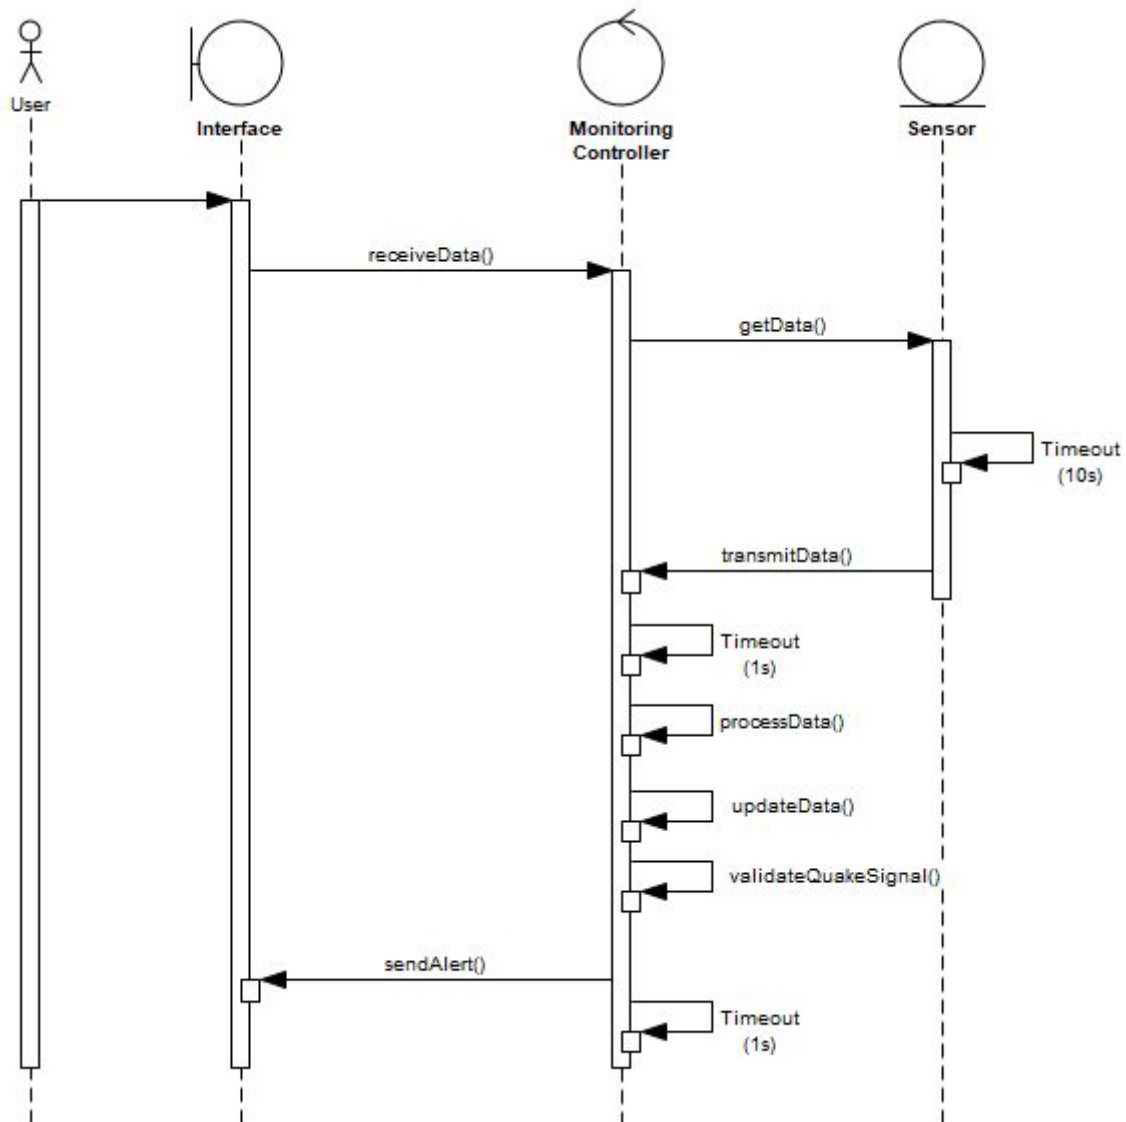 User
Interface
Monitoring
Controller
Sensor
receiveData()
getData()
Timeout
(10s)
transmitData()
Timeout
(1s)
processData()
updateData()
validateQuakeSignal()
sendAlert()
Timeout
(1s)